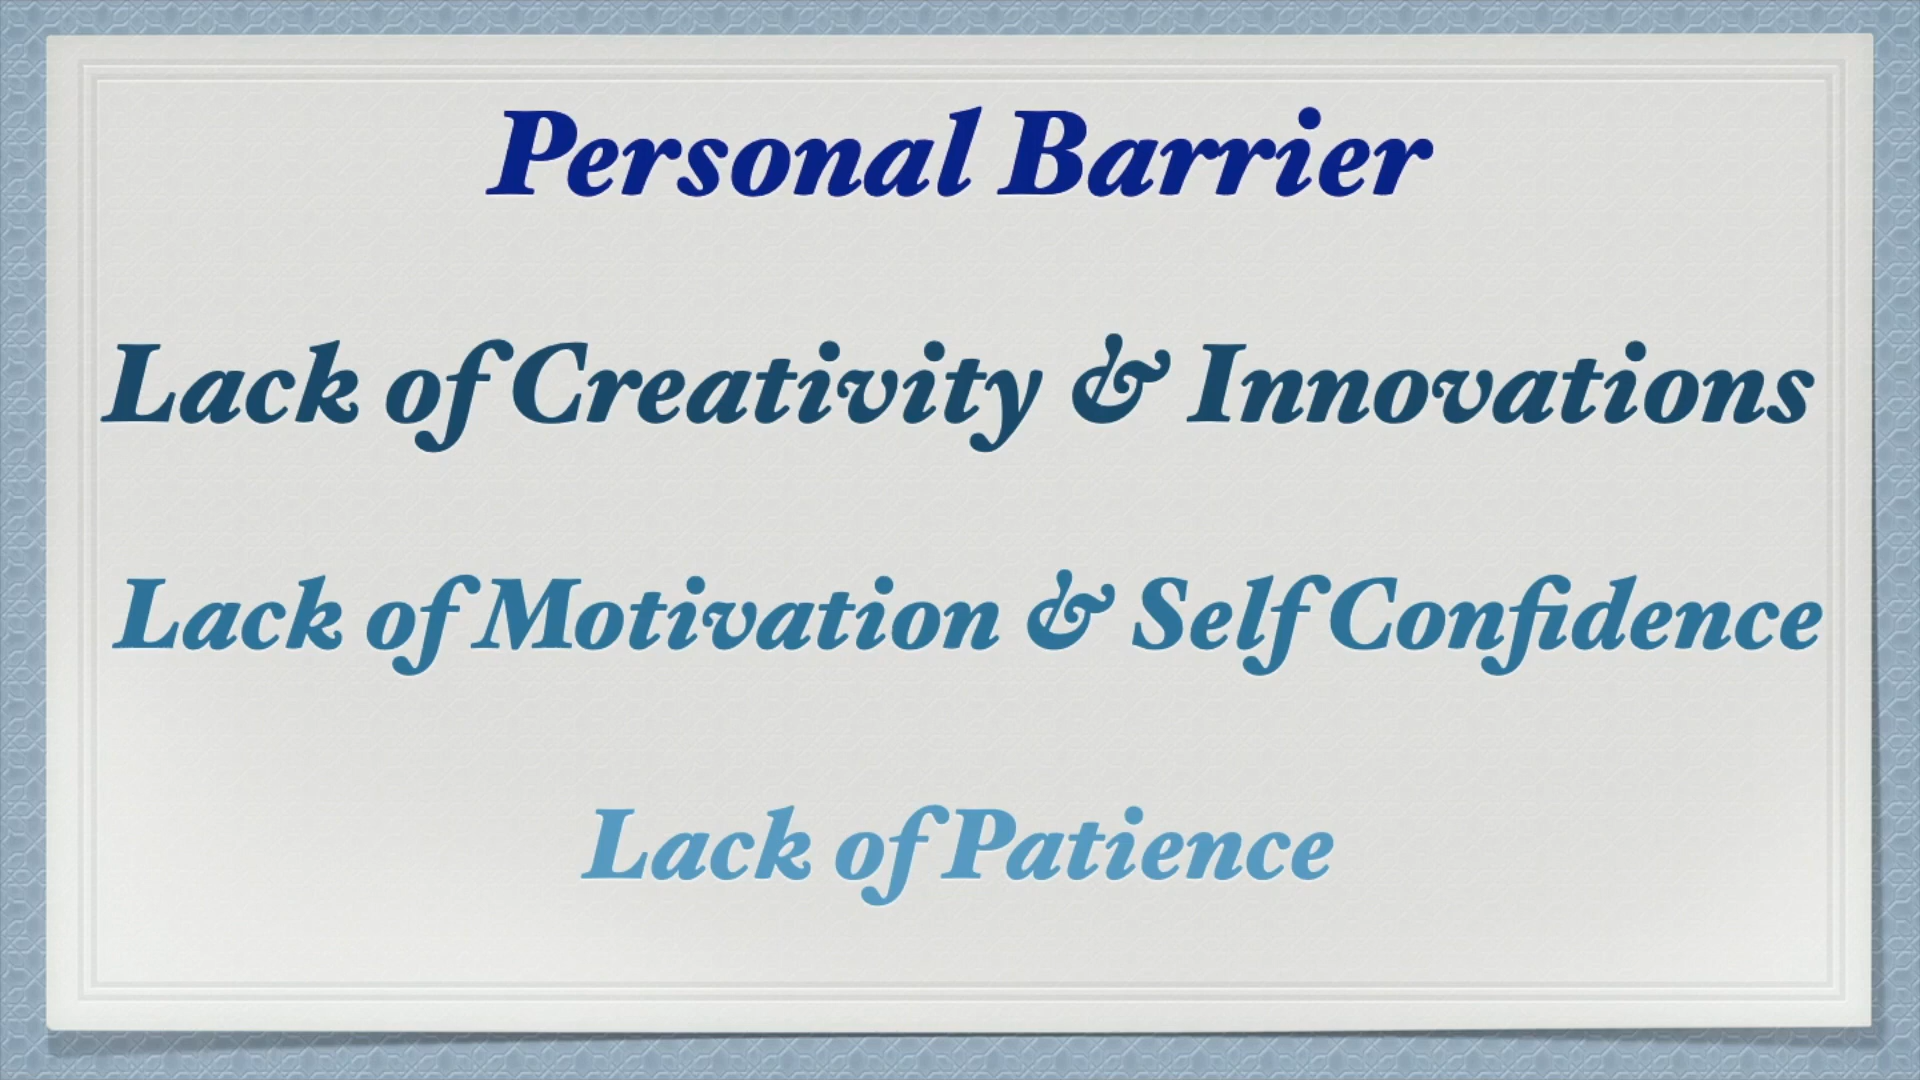 Personal Barrier
Lack of Creativity & Innovations
Lack of Motivation & Self Confidence
Lack of Patience